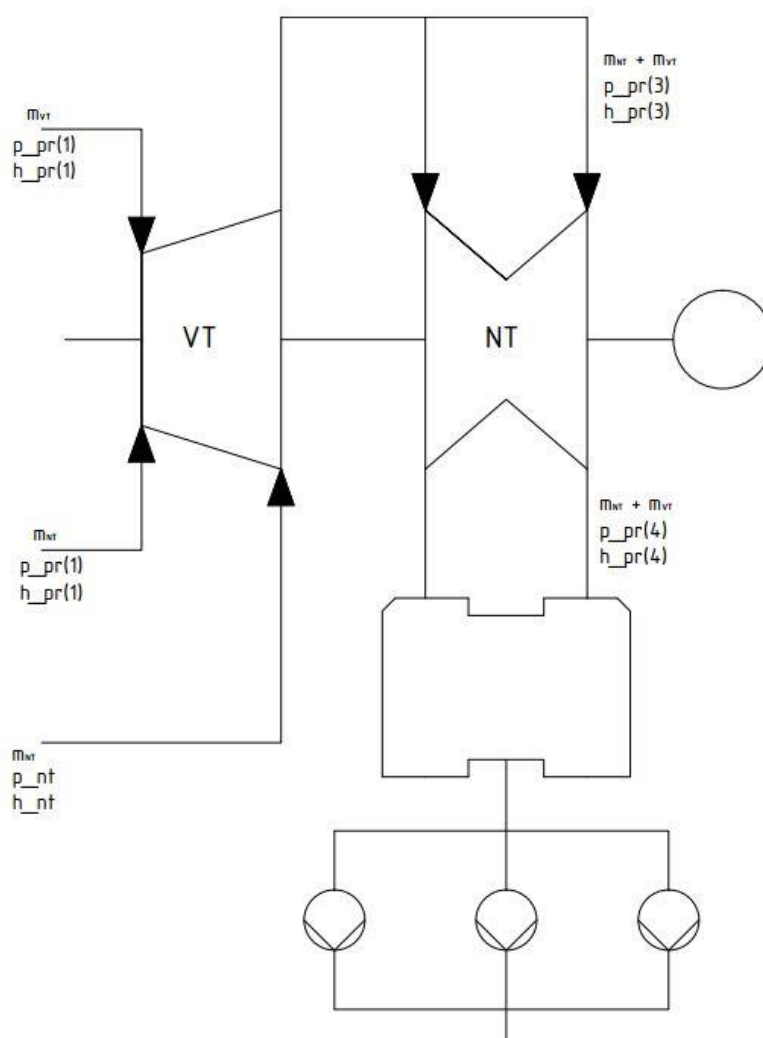 m_NT + m_VT
p_pr(3)
h_pr(3)
m_VT
p_pr(1)
h_pr(1)
VT
NT
m_NT
p_pr(1)
h_pr(1)
m_NT + m_VT
p_pr(4)
h_pr(4)
m_NT
p_nt
h_nt